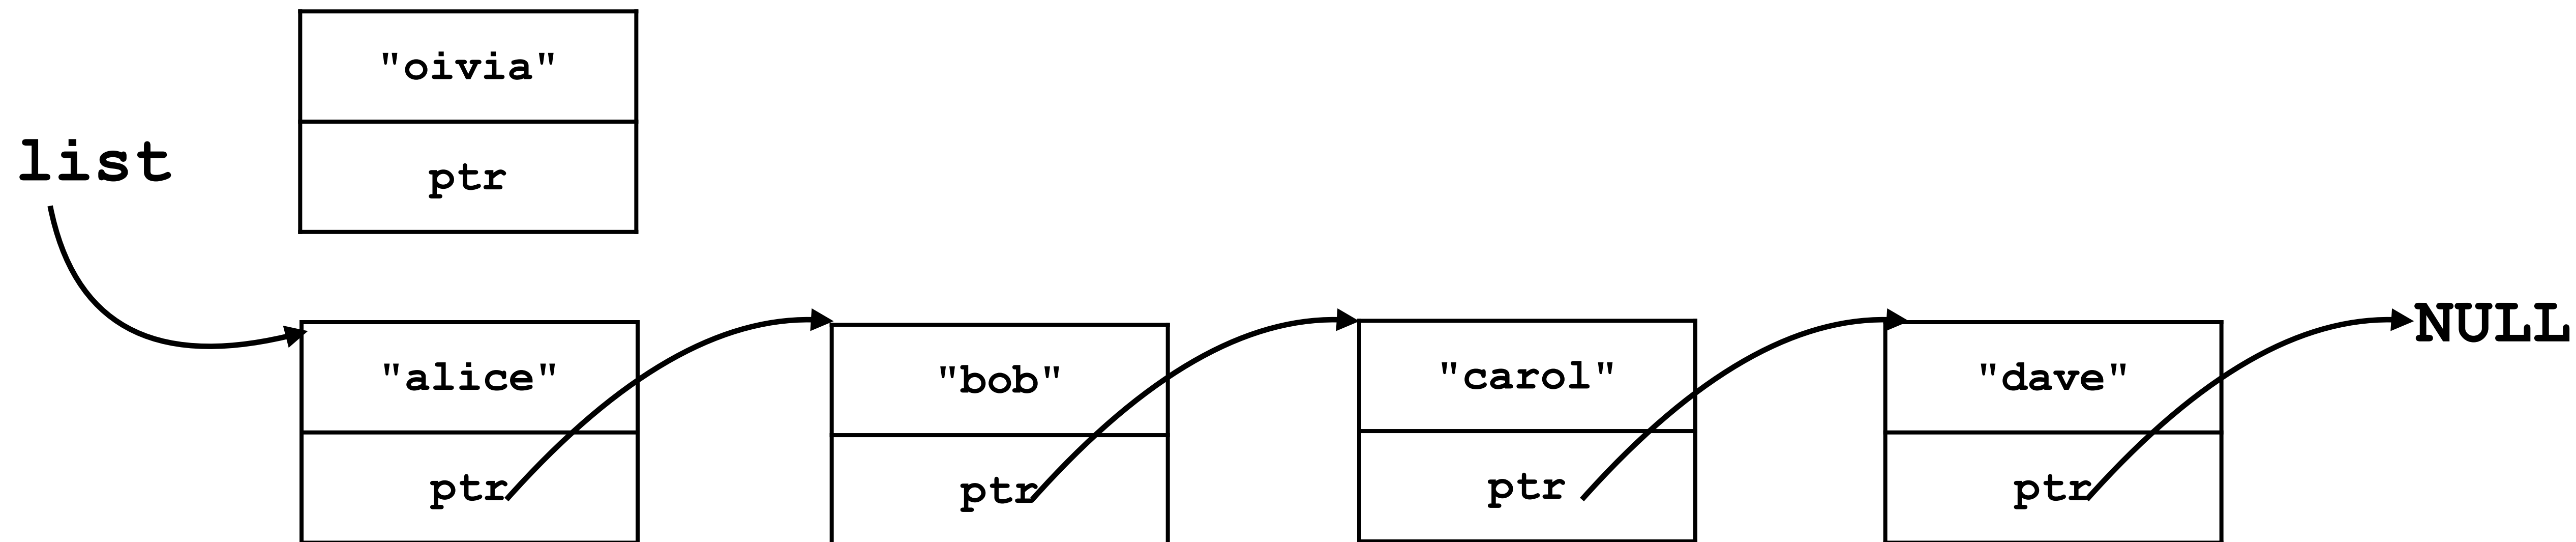 "oivia"
list
ptr
NULL
"alice"
"bob"
"carol"
"dave"
ptr
ptr
ptr
ptr